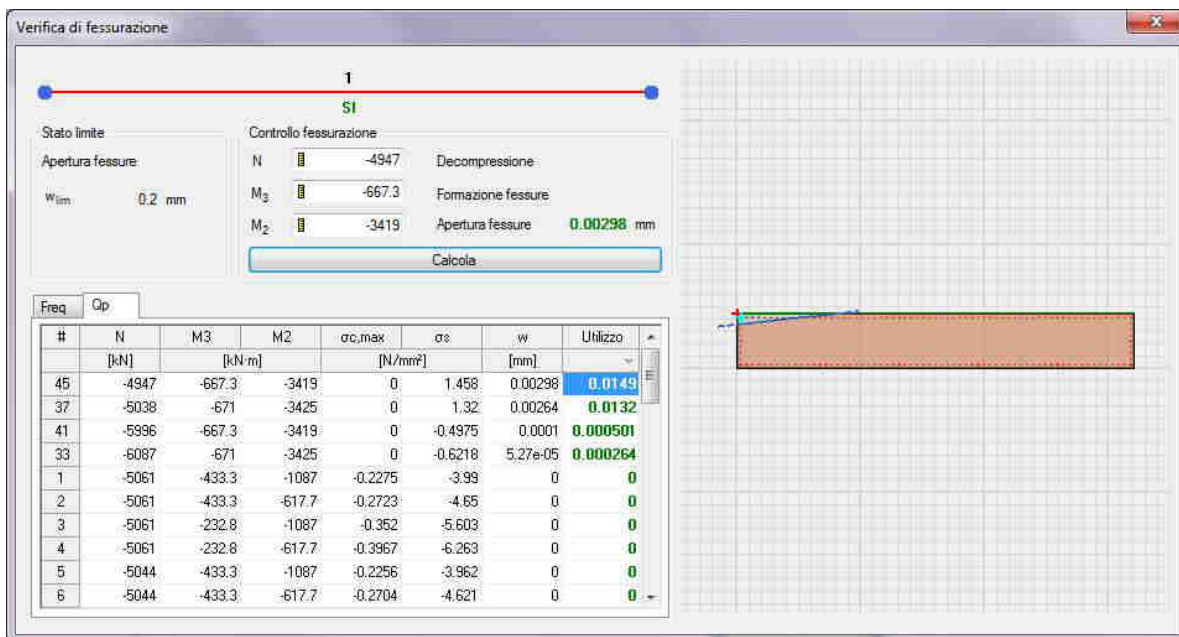 Verifica di fessurazione
1
SI
Stato limite
Apertura fessure
wlim 0.2 mm
Controllo fessurazione
N -4947 Decompressione
M3 -667.3 Formazione fessure
M2 -3419 Apertura fessure 0.00298 mm
Calcola
Freq Qp
# N M3 M2 σc,max σs w Utilizzo
[kN] [kN·m] [N/mm²] [mm]
45 -4947 -667.3 -3419 0 1.458 0.00298 0.0149
37 -5038 -671 -3425 0 1.32 0.00264 0.0132
41 -5996 -667.3 -3419 0 -0.4975 0.0001 0.000501
33 -6087 -671 -3425 0 -0.6218 5.27e-05 0.000264
1 -5061 -433.3 -1087 -0.2275 -3.99 0 0
2 -5061 -433.3 -617.7 -0.2723 -4.65 0 0
3 -5061 -232.8 -1087 -0.352 -5.603 0 0
4 -5061 -232.8 -617.7 -0.3967 -6.263 0 0
5 -5044 -433.3 -1087 -0.2256 -3.962 0 0
6 -5044 -433.3 -617.7 -0.2704 -4.621 0 0